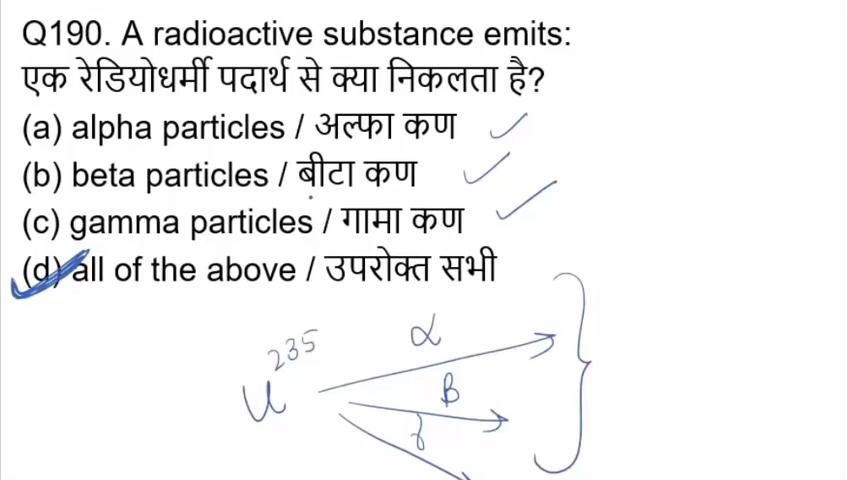 Q190. A radioactive substance emits:
एक रेडियोधर्मी पदार्थ से क्या निकलता है?
(a) alpha particles / अल्फा कण
(b) beta particles / बीटा कण
(c) gamma particles / गामा कण
(d) all of the above / उपरोक्त सभी
α
U²³⁵
β
γ